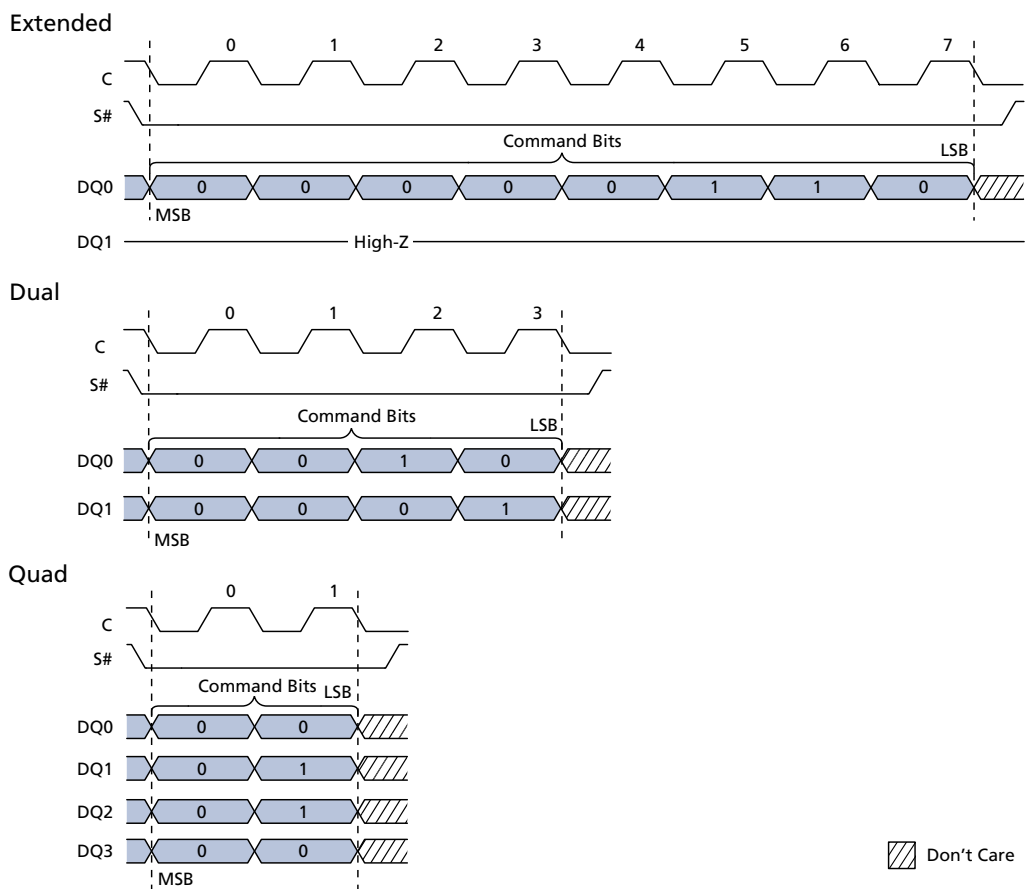 Extended
0 1 2 3 4 5 6 7
C
S#
Command Bits
LSB
DQ0 0 0 0 0 0 1 1 0
MSB
DQ1 High-Z
Dual
0 1 2 3
C
S#
Command Bits
LSB
DQ0 0 0 1 0
DQ1 0 0 0 1
MSB
Quad
0 1
C
S#
Command Bits LSB
DQ0 0 0
DQ1 0 1
DQ2 0 1
DQ3 0 0
Don't Care
MSB